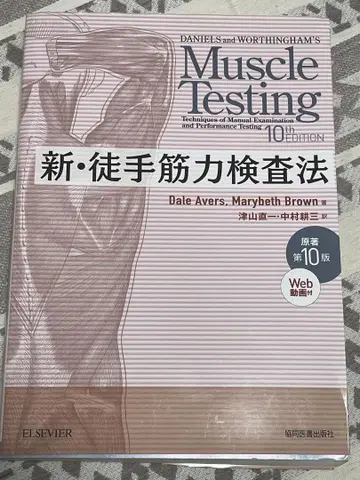 DANIELS and WORTHINGHAM'S
Muscle
Testing
Techniques of Manual Examination
and Performance Testing
10th
EDITION
新・徒手筋力検査法
Dale Avers, Marybeth Brown 著
津山直一・中村耕三 訳
原著
第10版
Web
動画付
ELSEVIER
協同医書出版社